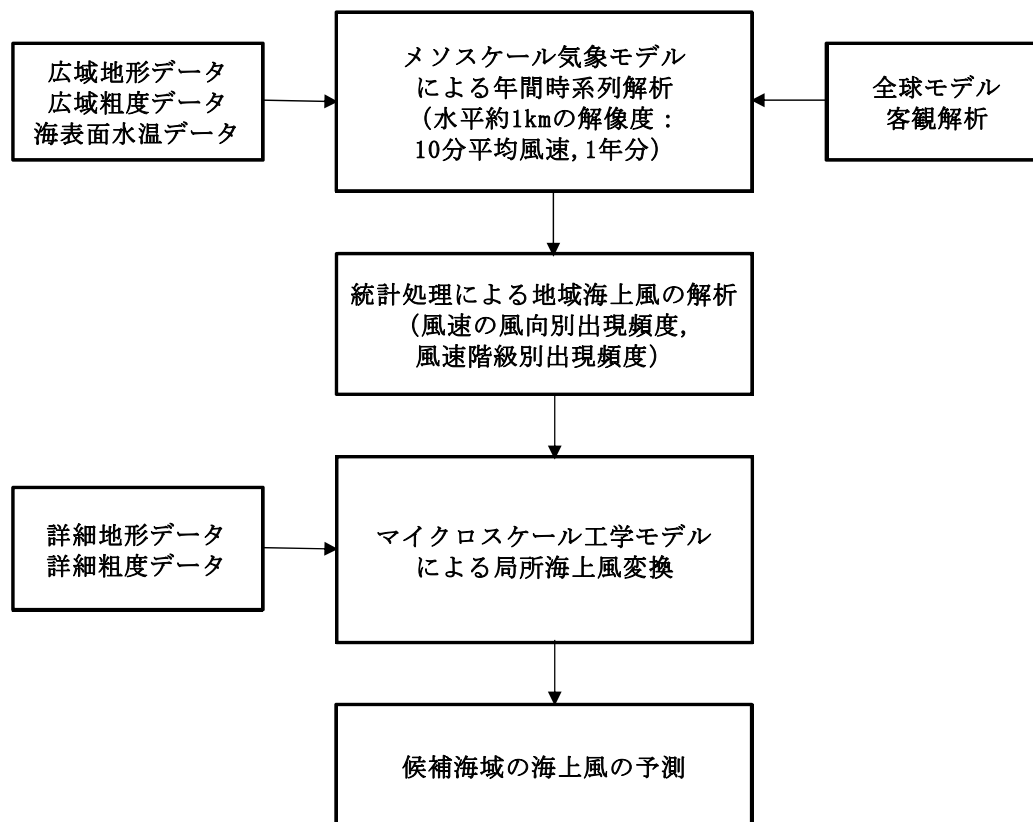 広域地形データ
広域粗度データ
海表面水温データ
メソスケール気象モデル
による年間時系列解析
（水平約1kmの解像度：
10分平均風速, 1年分）
全球モデル
客観解析
統計処理による地域海上風の解析
（風速の風向別出現頻度,
風速階級別出現頻度）
詳細地形データ
詳細粗度データ
マイクロスケール工学モデル
による局所海上風変換
候補海域の海上風の予測